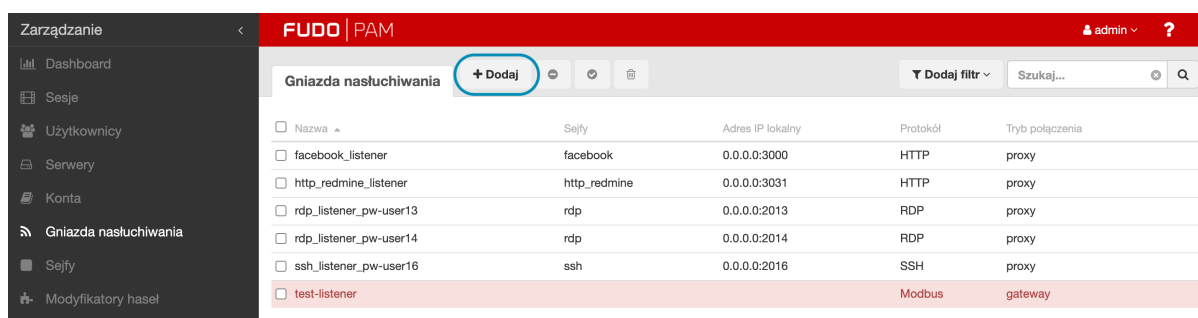 Zarządzanie
FUDO PAM
admin
?
Dashboard
Sesje
Użytkownicy
Serwery
Konta
Gniazda nasłuchiwania
Sejfy
Modyfikatory haseł
Gniazda nasłuchiwania
+ Dodaj
Dodaj filtr
Szukaj...
Nazwa Sejfy Adres IP lokalny Protokół Tryb połączenia
facebook_listener facebook 0.0.0.0:3000 HTTP proxy
http_redmine_listener http_redmine 0.0.0.0:3031 HTTP proxy
rdp_listener_pw-user13 rdp 0.0.0.0:2013 RDP proxy
rdp_listener_pw-user14 rdp 0.0.0.0:2014 RDP proxy
ssh_listener_pw-user16 ssh 0.0.0.0:2016 SSH proxy
test-listener Modbus gateway